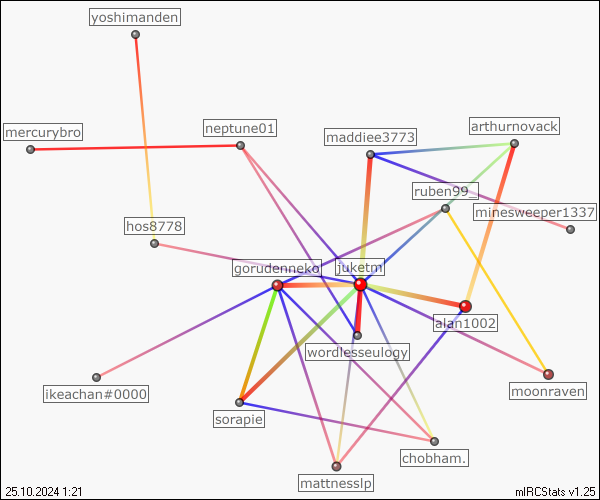 yoshimanden
mercurybro
neptune01
maddiee3773
arthurnovack
ruben99_
minesweeper1337
hos8778
gorudenneko
juketm
alan1002
wordlesseulogy
ikeachan#0000
moonraven
sorapie
chobham.
mattnesslp
25.10.2024 1:21
mIRCStats v1.25